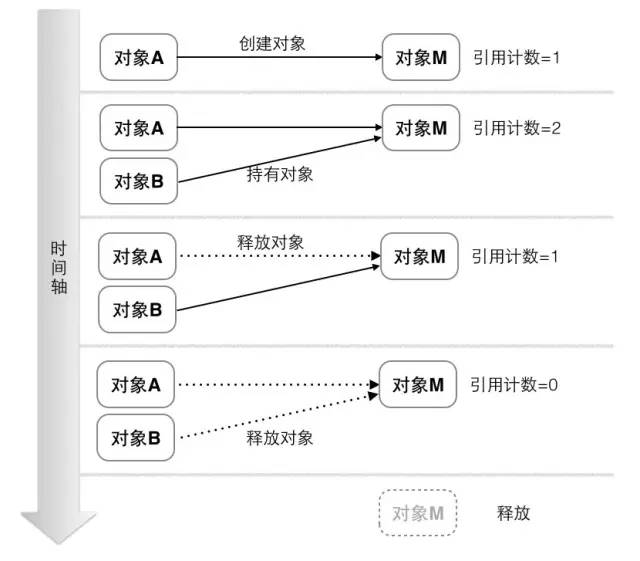 创建对象
对象A
对象M
引用计数=1
对象A
对象M
引用计数=2
对象B
持有对象
释放对象
对象A
对象M
引用计数=1
对象B
时间轴
对象A
对象M
引用计数=0
对象B
释放对象
对象M
释放